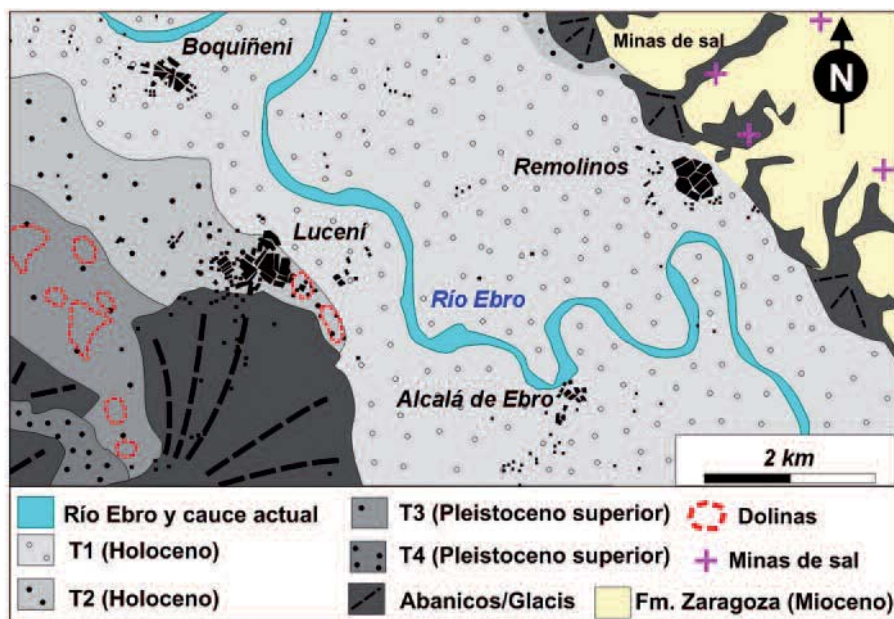 Boquiñeni
Minas de sal
N
Remolinos
Lucení
Río Ebro
Alcalá de Ebro
2 km
Río Ebro y cauce actual
T3 (Pleistoceno superior)
Dolinas
T1 (Holoceno)
T4 (Pleistoceno superior)
Minas de sal
T2 (Holoceno)
Abanicos/Glacis
Fm. Zaragoza (Mioceno)